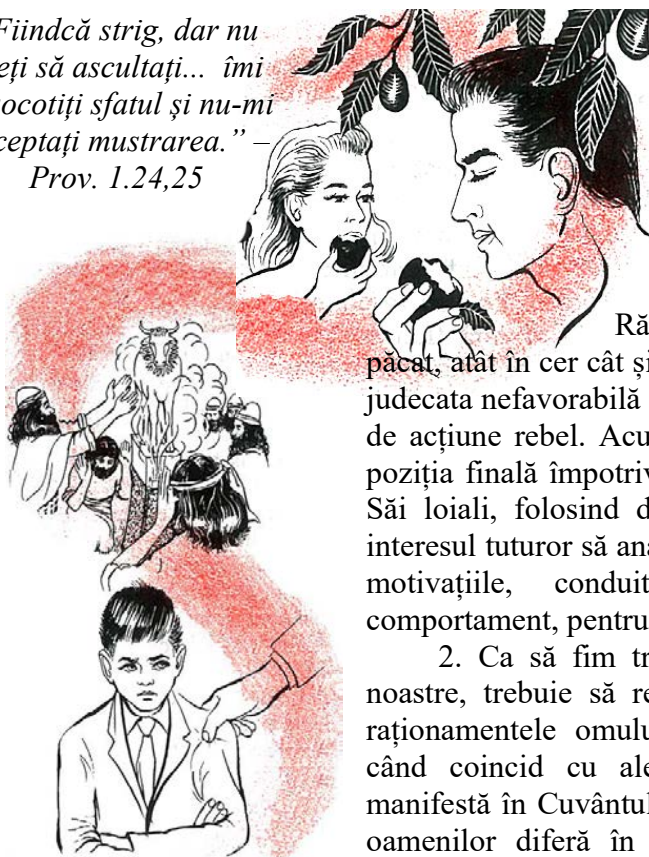 Fiindcă strig, dar nu
eți să ascultați... îmi
ocotiți sfatul și nu-mi
ceptați mustrarea.” –
Prov. 1.24,25
Ră
păcat, atât în cer cât și
judecata nefavorabilă
de acțiune rebel. Acu
poziția finală împotriv
Săi loiali, folosind d
interesul tuturor să ana
motivațiile, conduit
comportament, pentru
2. Ca să fim tr
noastre, trebuie să re
raționamentele omulu
când coincid cu ale
manifestă în Cuvântul
oamenilor diferă în